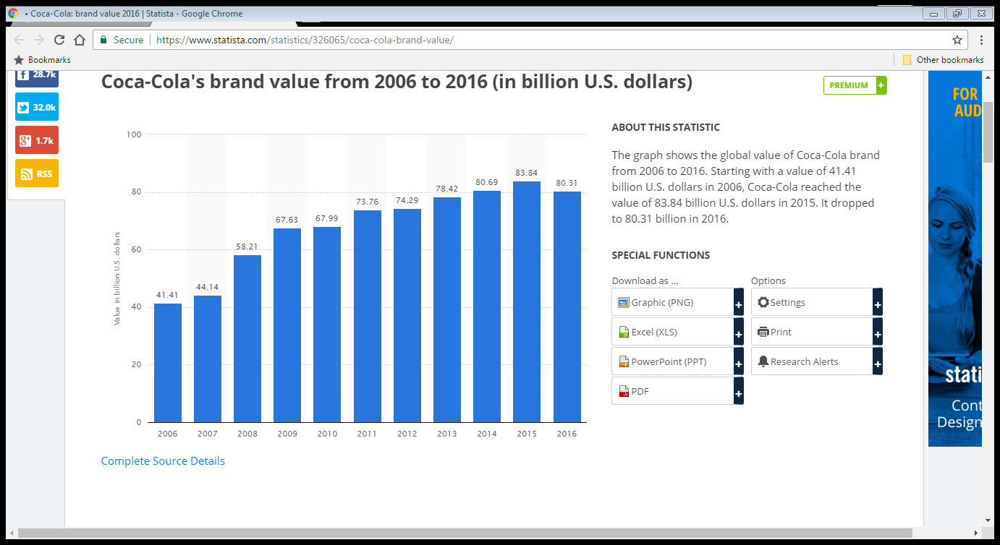 • Coca-Cola: brand value 2016 | Statista - Google Chrome
Secure
https://www.statista.com/statistics/326065/coca-cola-brand-value/
Bookmarks
Other bookmarks
28.7k
32.0k
1.7k
RSS
Coca-Cola's brand value from 2006 to 2016 (in billion U.S. dollars)
PREMIUM +
Value in billion U.S. dollars
100
80
60
40
20
0
41.41
44.14
58.21
67.63
67.99
73.76
74.29
78.42
80.69
83.84
80.31
2006 2007 2008 2009 2010 2011 2012 2013 2014 2015 2016
Complete Source Details
ABOUT THIS STATISTIC
The graph shows the global value of Coca-Cola brand
from 2006 to 2016. Starting with a value of 41.41
billion U.S. dollars in 2006, Coca-Cola reached the
value of 83.84 billion U.S. dollars in 2015. It dropped
to 80.31 billion in 2016.
SPECIAL FUNCTIONS
Download as ...
Graphic (PNG) +
Excel (XLS) +
PowerPoint (PPT) +
PDF +
Options
Settings +
Print +
Research Alerts +
FOR
AUD
stati
Cont
Design